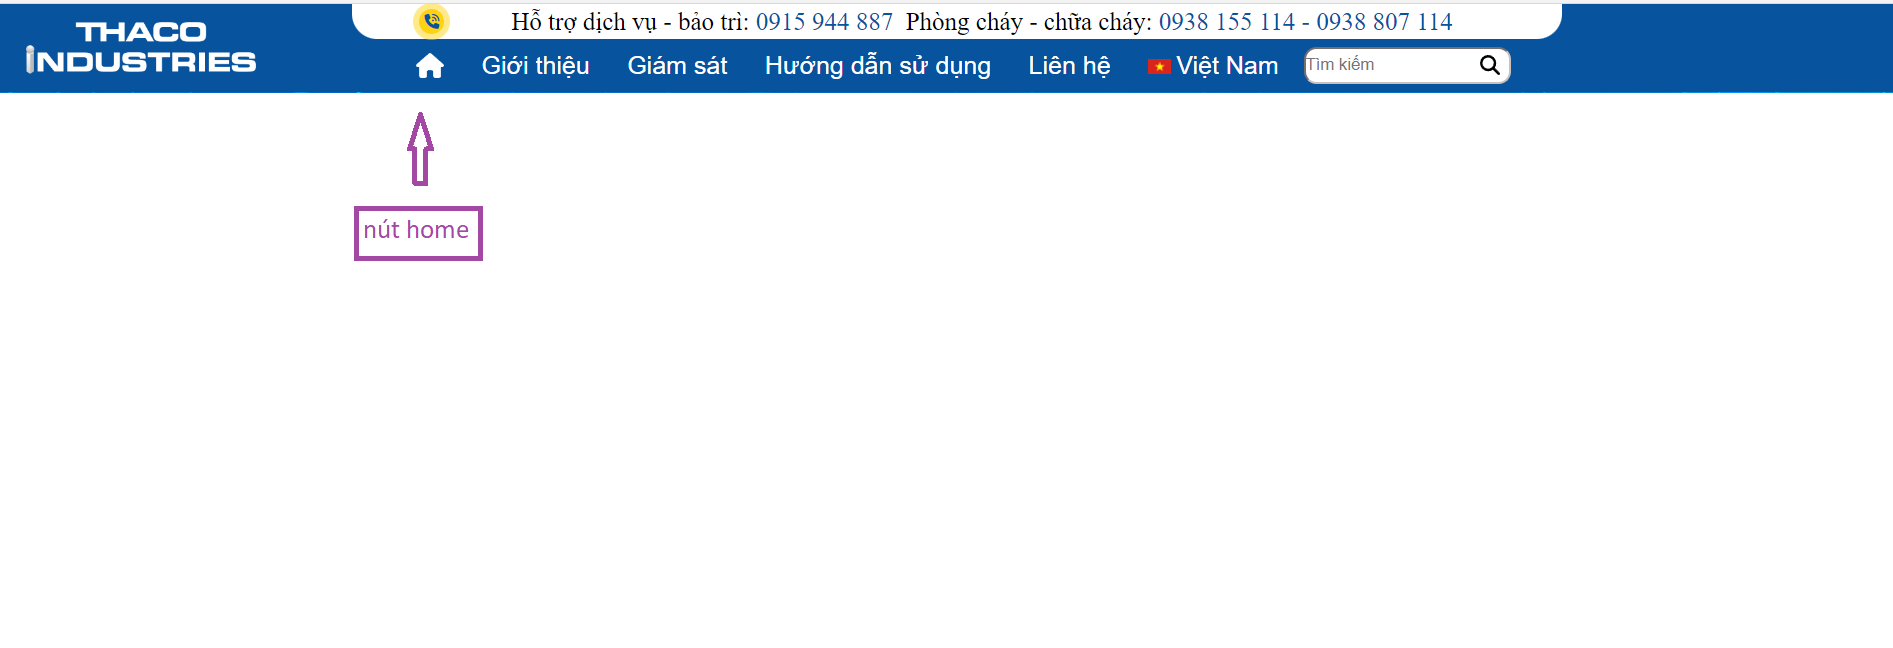 THACO
INDUSTRIES
Hỗ trợ dịch vụ - bảo trì: 0915 944 887 Phòng cháy - chữa cháy: 0938 155 114 - 0938 807 114
Giới thiệu Giám sát Hướng dẫn sử dụng Liên hệ Việt Nam Tìm kiếm
nút home